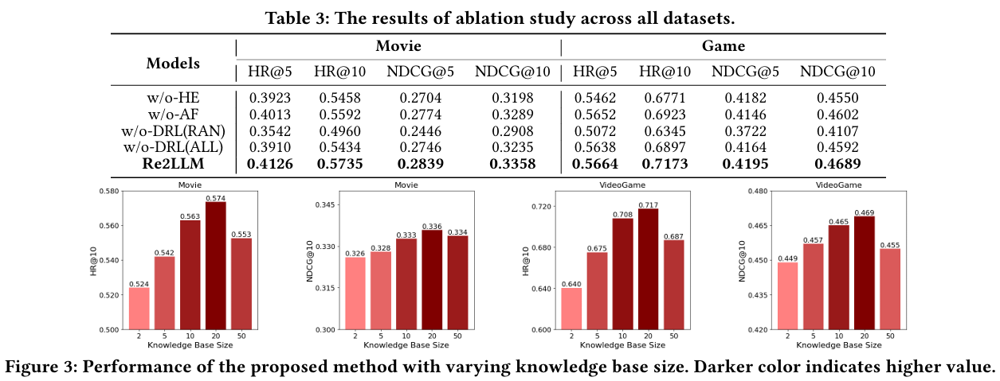 Table 3: The results of ablation study across all datasets.
Models Movie Game
HR@5 HR@10 NDCG@5 NDCG@10 HR@5 HR@10 NDCG@5 NDCG@10
w/o-HE 0.3923 0.5458 0.2704 0.3198 0.5462 0.6771 0.4182 0.4550
w/o-AF 0.4013 0.5592 0.2774 0.3289 0.5652 0.6923 0.4146 0.4602
w/o-DRL(RAN) 0.3542 0.4960 0.2446 0.2908 0.5072 0.6345 0.3722 0.4107
w/o-DRL(ALL) 0.3910 0.5434 0.2746 0.3235 0.5638 0.6897 0.4164 0.4592
Re2LLM 0.4126 0.5735 0.2839 0.3358 0.5664 0.7173 0.4195 0.4689
Movie
HR@10
0.580
0.560
0.540
0.520
0.500
0.524
0.542
0.563
0.574
0.553
2 5 10 20 50
Knowledge Base Size
Movie
NDCG@10
0.345
0.330
0.315
0.300
0.326
0.328
0.333
0.336
0.334
2 5 10 20 50
Knowledge Base Size
VideoGame
HR@10
0.720
0.680
0.640
0.600
0.640
0.675
0.708
0.717
0.687
2 5 10 20 50
Knowledge Base Size
VideoGame
NDCG@10
0.480
0.465
0.450
0.435
0.420
0.449
0.457
0.465
0.469
0.455
2 5 10 20 50
Knowledge Base Size
Figure 3: Performance of the proposed method with varying knowledge base size. Darker color indicates higher value.